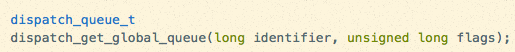 dispatch_queue_t
dispatch_get_global_queue(long identifier, unsigned long flags);